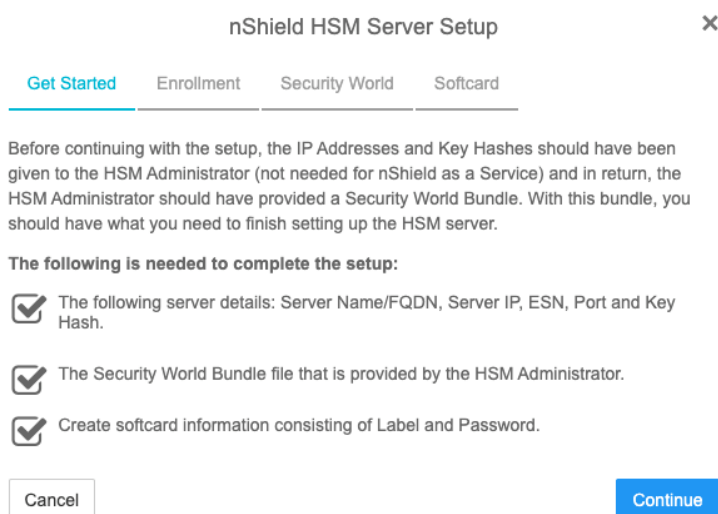 nShield HSM Server Setup
Get Started Enrollment Security World Softcard
Before continuing with the setup, the IP Addresses and Key Hashes should have been
given to the HSM Administrator (not needed for nShield as a Service) and in return, the
HSM Administrator should have provided a Security World Bundle. With this bundle, you
should have what you need to finish setting up the HSM server.
The following is needed to complete the setup:
The following server details: Server Name/FQDN, Server IP, ESN, Port and Key
Hash.
The Security World Bundle file that is provided by the HSM Administrator.
Create softcard information consisting of Label and Password.
Cancel Continue